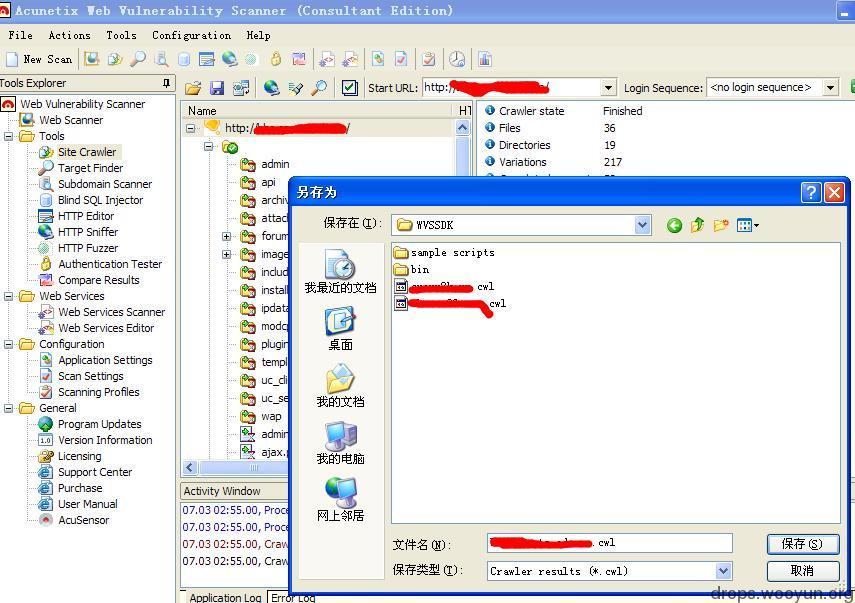 Acunetix Web Vulnerability Scanner (Consultant Edition)
File Actions Tools Configuration Help
New Scan
Tools Explorer
Start URL: http:/
Login Sequence: <no login sequence>
Web Vulnerability Scanner
Web Scanner
Tools
Site Crawler
Target Finder
Subdomain Scanner
Blind SQL Injector
HTTP Editor
HTTP Sniffer
HTTP Fuzzer
Authentication Tester
Compare Results
Web Services
Web Services Scanner
Web Services Editor
Configuration
Application Settings
Scan Settings
Scanning Profiles
General
Program Updates
Version Information
Licensing
Support Center
Purchase
User Manual
AcuSensor
Name HT
http://
admin
api
archiv
attac
forum
image
includ
install
ipdata
modcp
plugin
templ
uc_cli
uc_se
wap
admin
ajax.p
Crawler state Finished
Files 36
Directories 19
Variations 217
另存为
保存在(I):
WVSSDK
我最近的文档
桌面
我的文档
我的电脑
网上邻居
sample scripts
bin
.cwl
.cwl
文件名(N):
.cwl
保存(S)
保存类型(T):
Crawler results (*.cwl)
取消
Activity Window
07.03 02:55.00, Proce
07.03 02:55.00, Proce
07.03 02:55.00, Craw
07.03 02:55.00, Craw
Application Log Error Log
drops.wooyun.org